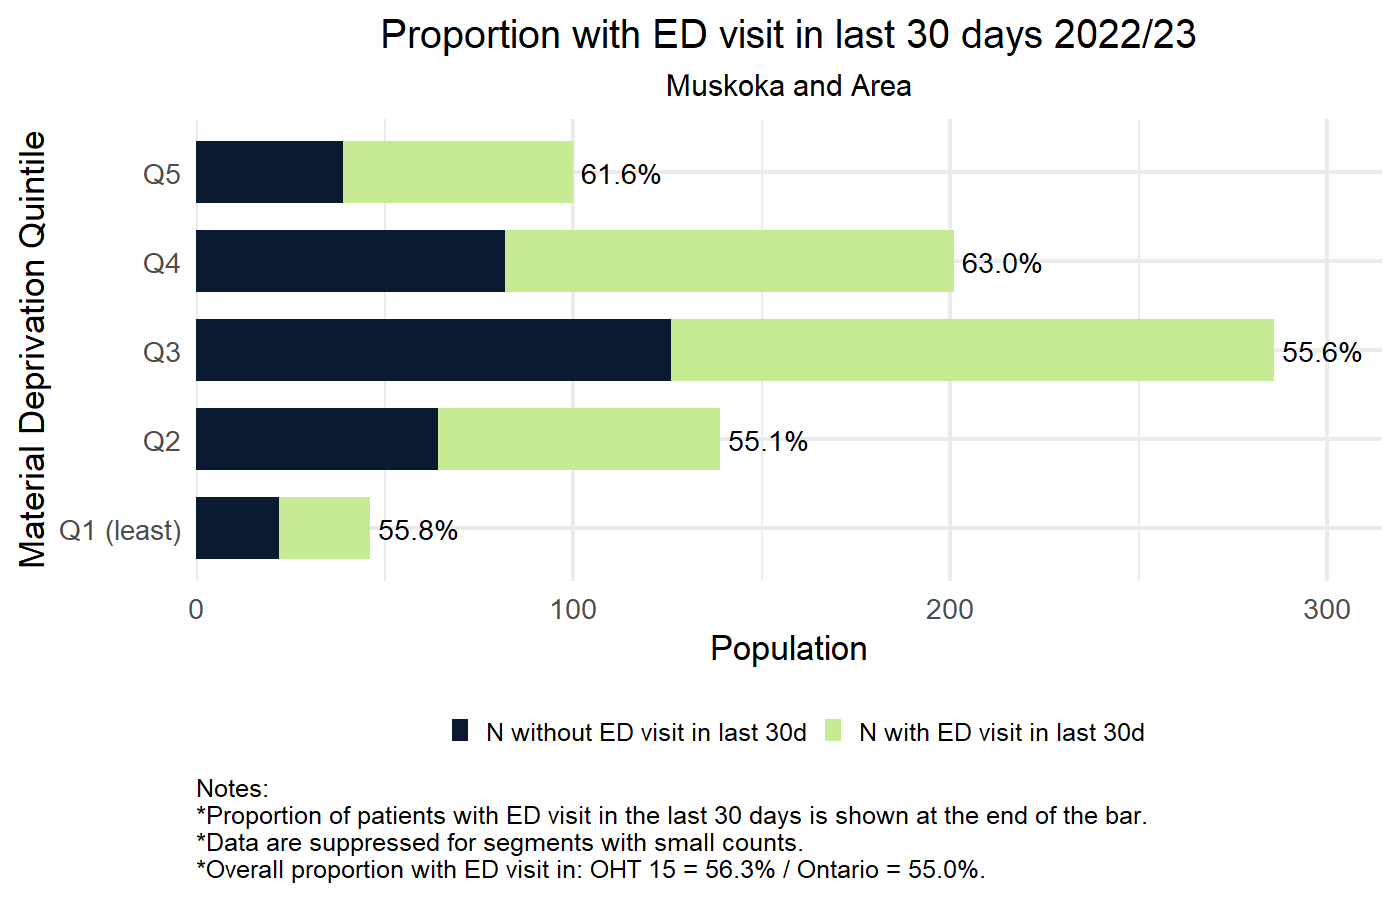 Proportion with ED visit in last 30 days 2022/23
Muskoka and Area
Material Deprivation Quintile
Q5
61.6%
Q4
63.0%
Q3
55.6%
Q2
55.1%
Q1 (least)
55.8%
0
100
200
300
Population
N without ED visit in last 30d
N with ED visit in last 30d
Notes:
*Proportion of patients with ED visit in the last 30 days is shown at the end of the bar.
*Data are suppressed for segments with small counts.
*Overall proportion with ED visit in: OHT 15 = 56.3% / Ontario = 55.0%.